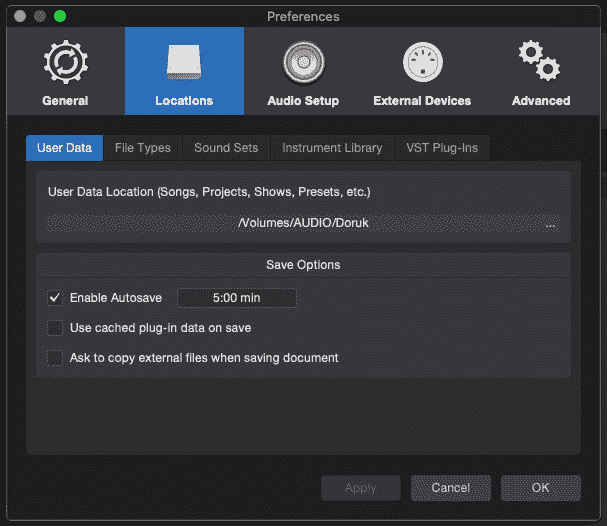 Preferences
General Locations Audio Setup External Devices Advanced
User Data File Types Sound Sets Instrument Library VST Plug-Ins
User Data Location (Songs, Projects, Shows, Presets, etc.)
/Volumes/AUDIO/Doruk ...
Save Options
Enable Autosave 5:00 min
Use cached plug-in data on save
Ask to copy external files when saving document
Apply Cancel OK